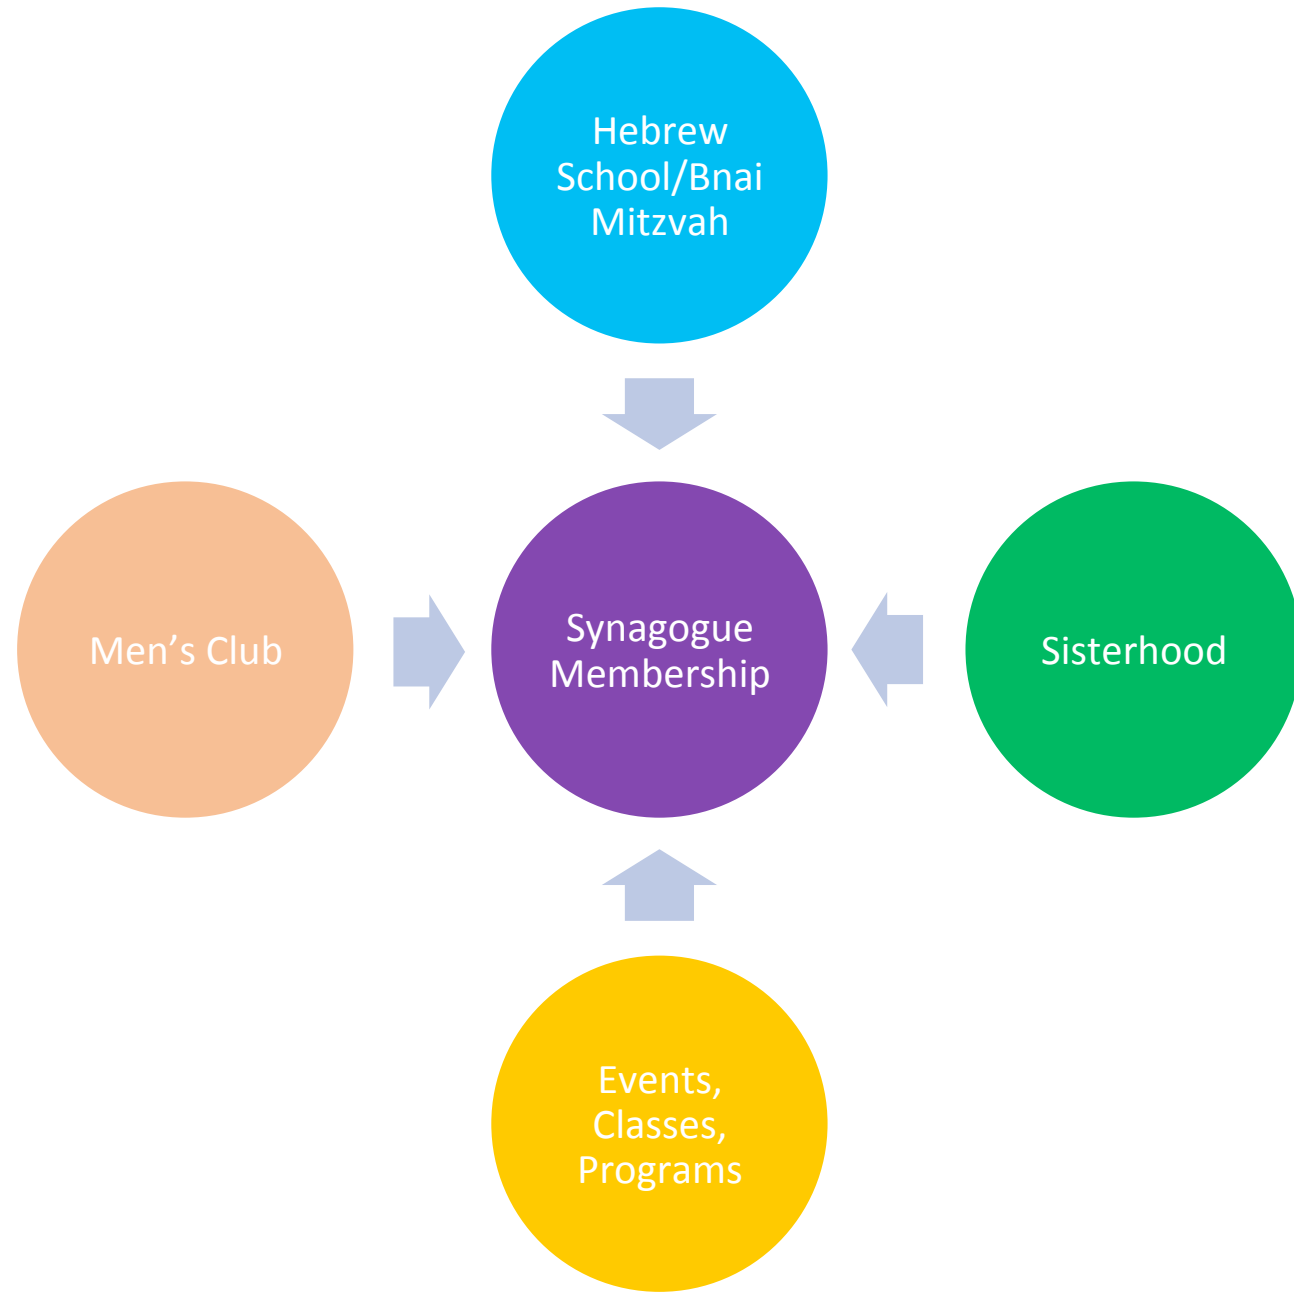 Hebrew
School/Bnai
Mitzvah
Men’s Club
Synagogue
Membership
Sisterhood
Events,
Classes,
Programs